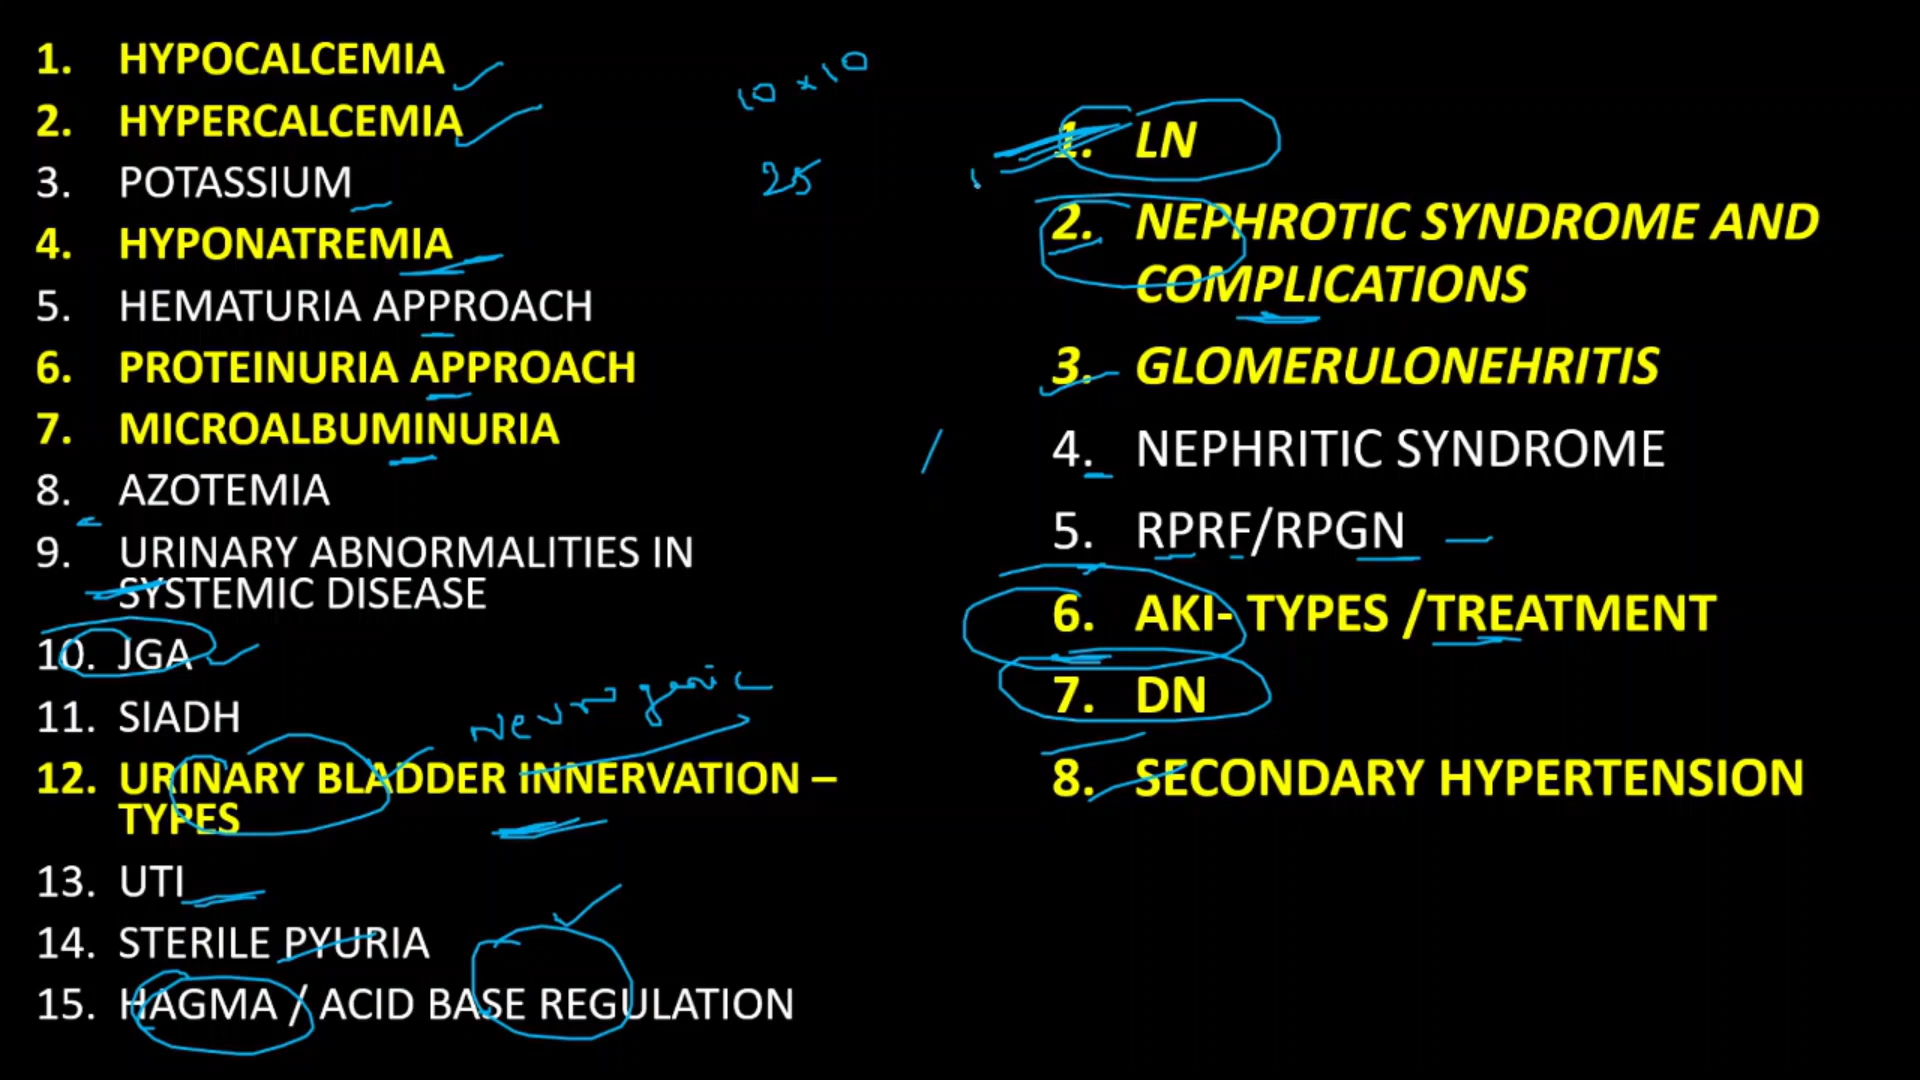 1. HYPOCALCEMIA
2. HYPERCALCEMIA
3. POTASSIUM
4. HYPONATREMIA
5. HEMATURIA APPROACH
6. PROTEINURIA APPROACH
7. MICROALBUMINURIA
8. AZOTEMIA
9. URINARY ABNORMALITIES IN
SYSTEMIC DISEASE
10. JGA
11. SIADH
Neurogenic
12. URINARY BLADDER INNERVATION –
TYPES
13. UTI
14. STERILE PYURIA
15. HAGMA / ACID BASE REGULATION
10 x 10
25
1. LN
2. NEPHROTIC SYNDROME AND
COMPLICATIONS
3. GLOMERULONEHRITIS
4. NEPHRITIC SYNDROME
5. RPRF/RPGN
6. AKI- TYPES /TREATMENT
7. DN
8. SECONDARY HYPERTENSION